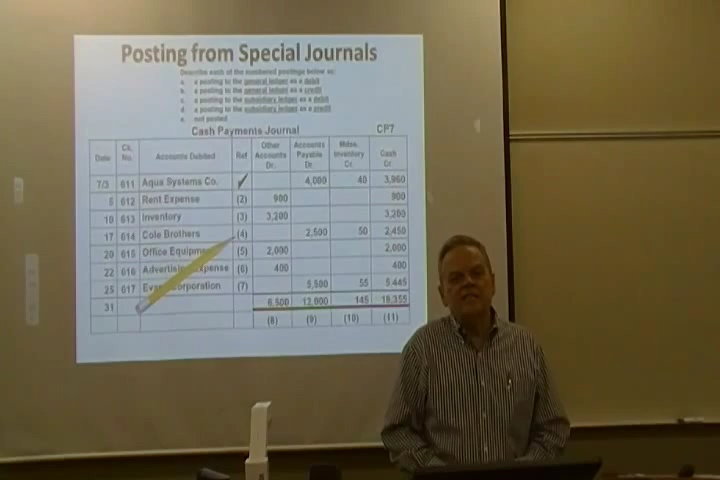 Posting from Special Journals
Describe each of the numbered postings below as:
a. a posting to the general ledger as a debit
b. a posting to the general ledger as a credit
c. a posting to the subsidiary ledger as a debit
d. a posting to the subsidiary ledger as a credit
e. not posted
Cash Payments Journal CP7
Date Ck. No. Accounts Debited Ref Other Accounts Dr. Accounts Payable Dr. Mdse. Inventory Cr. Cash Cr.
7/3 611 Aqua Systems Co. ✓ 4,000 40 3,960
5 612 Rent Expense (2) 900 900
10 613 Inventory (3) 3,200 3,200
17 614 Cole Brothers (4) 2,500 50 2,450
20 615 Office (5) 2,000 2,000
22 616 (6) 400 400
25 617 (7) 5,500 55 5,445
31 6,500 12,000 145 18,355
(8) (9) (10) (11)